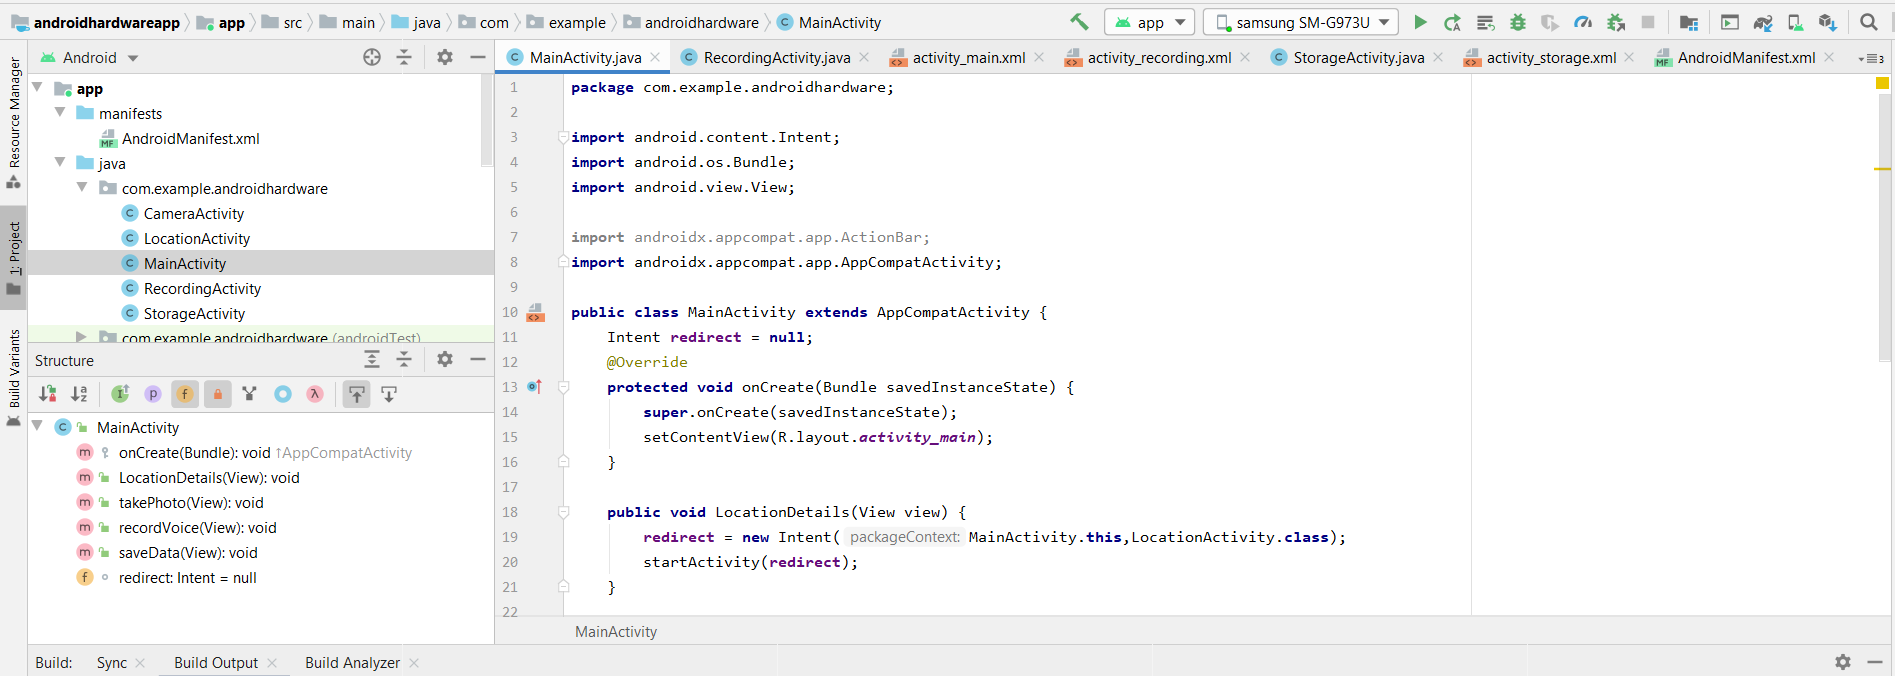 androidhardwareapp app src main java com example androidhardware C MainActivity app samsung SM-G973U
Android
MainActivity.java RecordingActivity.java activity_main.xml activity_recording.xml StorageActivity.java activity_storage.xml AndroidManifest.xml 3
Resource Manager
1: Project
Build Variants
app
manifests
MF AndroidManifest.xml
java
com.example.androidhardware
C CameraActivity
C LocationActivity
C MainActivity
C RecordingActivity
C StorageActivity
com.example.androidhardware (androidTest)
Structure
C MainActivity
m onCreate(Bundle): void ↑AppCompatActivity
m LocationDetails(View): void
m takePhoto(View): void
m recordVoice(View): void
m saveData(View): void
f redirect: Intent = null
1 package com.example.androidhardware;
2
3 import android.content.Intent;
4 import android.os.Bundle;
5 import android.view.View;
6
7 import androidx.appcompat.app.ActionBar;
8 import androidx.appcompat.app.AppCompatActivity;
9
10 public class MainActivity extends AppCompatActivity {
11 Intent redirect = null;
12 @Override
13 protected void onCreate(Bundle savedInstanceState) {
14 super.onCreate(savedInstanceState);
15 setContentView(R.layout.activity_main);
16 }
17
18 public void LocationDetails(View view) {
19 redirect = new Intent( packageContext: MainActivity.this,LocationActivity.class);
20 startActivity(redirect);
21 }
22
MainActivity
Build: Sync Build Output Build Analyzer